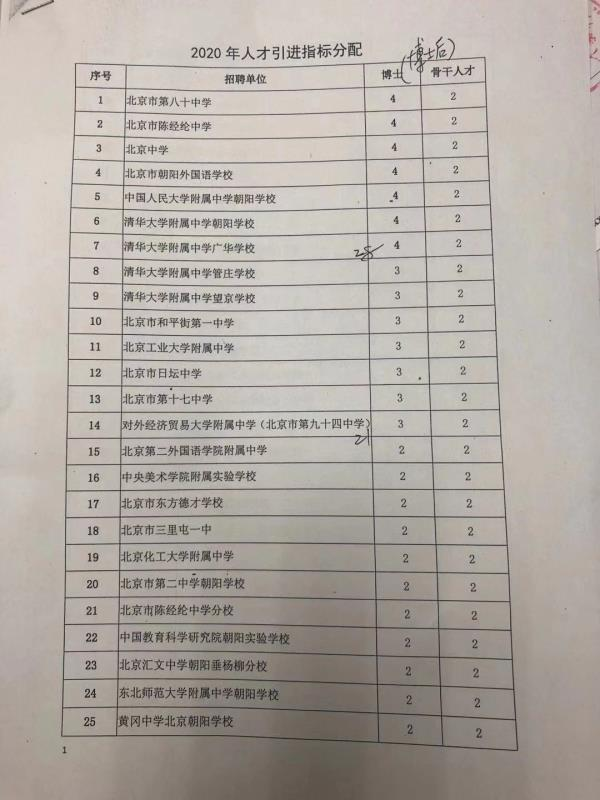 2020年人才引进指标分配
(博士后)
序号 招聘单位 博士 骨干人才
1 北京市第八十中学 4 2
2 北京市陈经纶中学 4 2
3 北京中学 4 2
4 北京市朝阳外国语学校 4 2
5 中国人民大学附属中学朝阳学校 4 2
6 清华大学附属中学朝阳学校 4 2
7 清华大学附属中学广华学校 4 2
28
8 清华大学附属中学管庄学校 3 2
9 清华大学附属中学望京学校 3 2
10 北京市和平街第一中学 3 2
11 北京工业大学附属中学 3 2
12 北京市日坛中学 3 2
13 北京市第十七中学 3 2
14 对外经济贸易大学附属中学（北京市第九十四中学） 3 2
21
15 北京第二外国语学院附属中学 2 2
16 中央美术学院附属实验学校 2 2
17 北京市东方德才学校 2 2
18 北京市三里屯一中 2 2
19 北京化工大学附属中学 2 2
20 北京市第二中学朝阳学校 2 2
21 北京市陈经纶中学分校 2 2
22 中国教育科学研究院朝阳实验学校 2 2
23 北京汇文中学朝阳垂杨柳分校 2 2
24 东北师范大学附属中学朝阳学校 2 2
25 黄冈中学北京朝阳学校 2 2
1